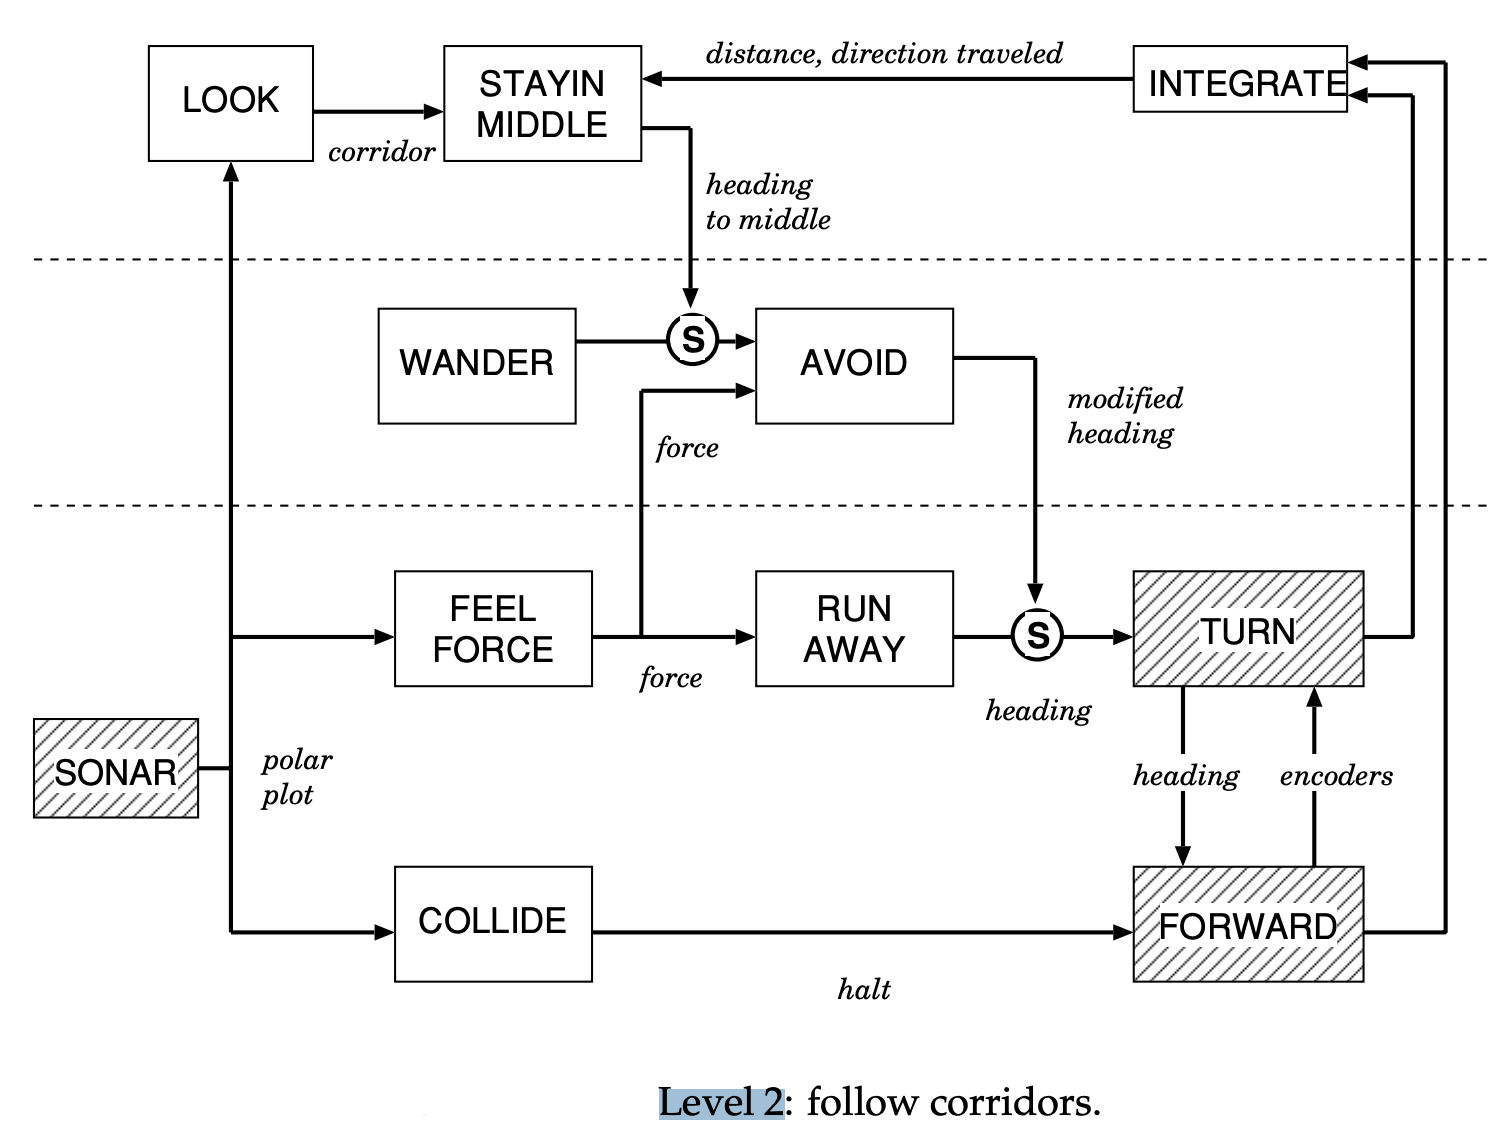 distance, direction traveled
LOOK
STAYIN
MIDDLE
INTEGRATE
corridor
heading
to middle
WANDER
S
AVOID
modified
heading
force
FEEL
FORCE
RUN
AWAY
S
TURN
force
heading
SONAR
polar
plot
heading
encoders
COLLIDE
FORWARD
halt
Level 2: follow corridors.